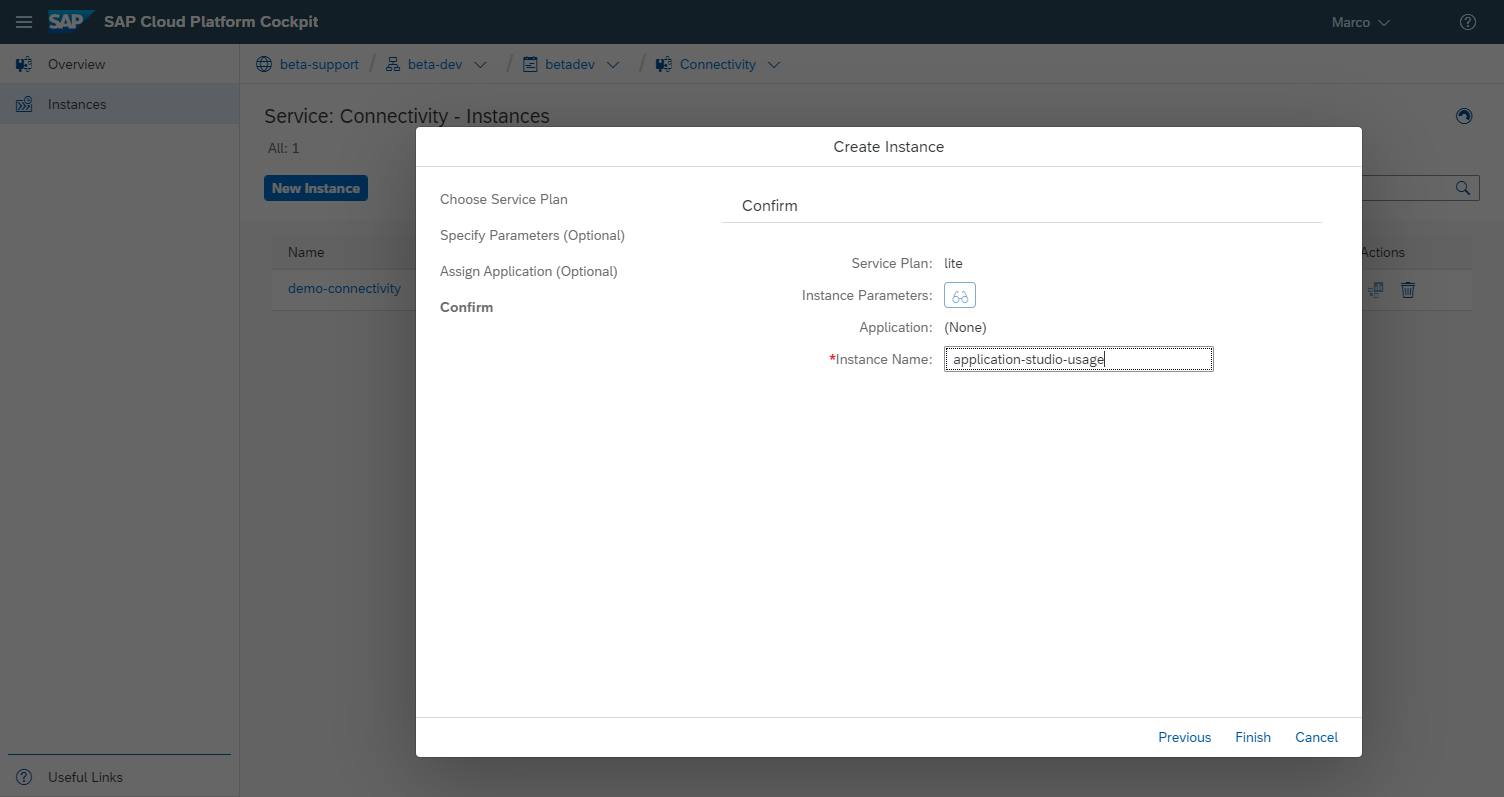 SAP SAP Cloud Platform Cockpit Marco
Overview
Instances
beta-support / beta-dev / betadev / Connectivity
Service: Connectivity - Instances
All: 1
New Instance
Name Actions
demo-connectivity
Create Instance
Choose Service Plan
Specify Parameters (Optional)
Assign Application (Optional)
Confirm
Confirm
Service Plan: lite
Instance Parameters:
Application: (None)
*Instance Name: application-studio-usage
Previous Finish Cancel
Useful Links